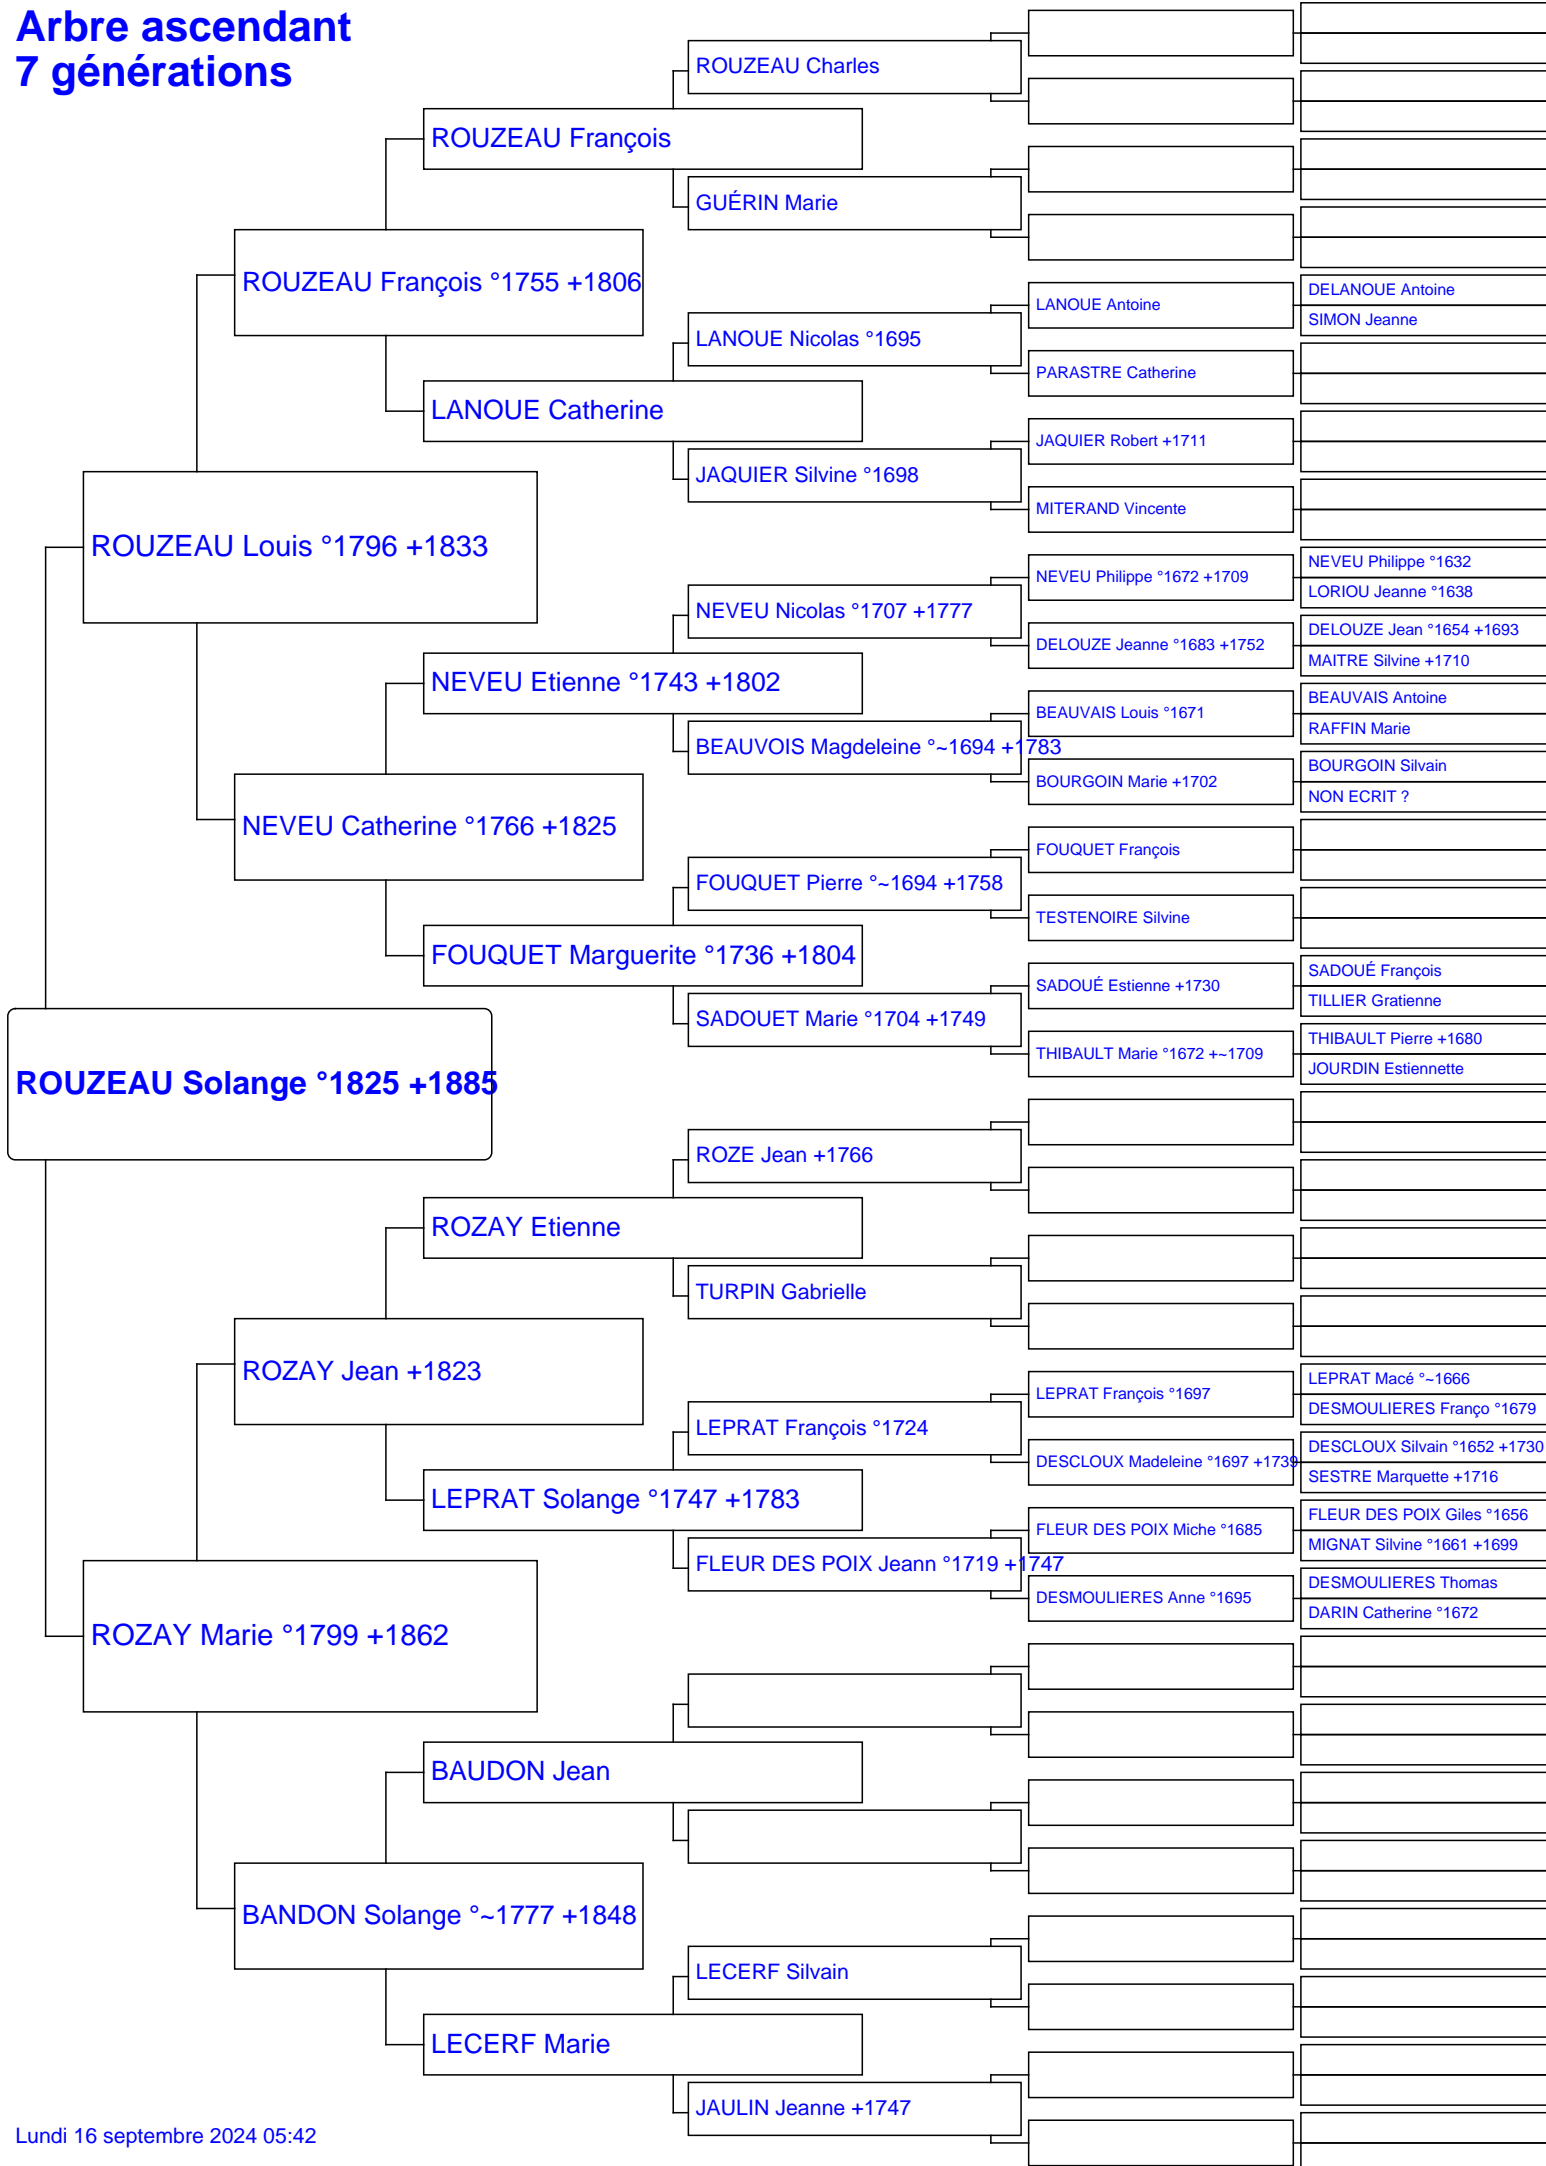 Arbre ascendant
7 générations
ROUZEAU Charles
ROUZEAU François
GUÉRIN Marie
ROUZEAU François °1755 +1806
DELANOUE Antoine
LANOUE Antoine
SIMON Jeanne
LANOUE Nicolas °1695
PARASTRE Catherine
LANOUE Catherine
JAQUIER Robert +1711
JAQUIER Silvine °1698
MITERAND Vincente
ROUZEAU Louis °1796 +1833
NEVEU Philippe °1632
NEVEU Philippe °1672 +1709
LORIOU Jeanne °1638
NEVEU Nicolas °1707 +1777
DELOUZE Jean °1654 +1693
DELOUZE Jeanne °1683 +1752
MAITRE Silvine +1710
NEVEU Etienne °1743 +1802
BEAUVAIS Antoine
BEAUVAIS Louis °1671
RAFFIN Marie
BEAUVOIS Magdeleine °~1694 +1783
BOURGOIN Silvain
BOURGOIN Marie +1702
NON ECRIT ?
NEVEU Catherine °1766 +1825
FOUQUET François
FOUQUET Pierre °~1694 +1758
TESTENOIRE Silvine
FOUQUET Marguerite °1736 +1804
SADOUÉ François
SADOUÉ Estienne +1730
TILLIER Gratienne
SADOUET Marie °1704 +1749
THIBAULT Pierre +1680
THIBAULT Marie °1672 +~1709
JOURDIN Estiennette
ROUZEAU Solange °1825 +1885
ROZE Jean +1766
ROZAY Etienne
TURPIN Gabrielle
ROZAY Jean +1823
LEPRAT Macé °~1666
LEPRAT François °1697
DESMOULIERES Franço °1679
LEPRAT François °1724
DESCLOUX Silvain °1652 +1730
DESCLOUX Madeleine °1697 +1739
SESTRE Marquette +1716
LEPRAT Solange °1747 +1783
FLEUR DES POIX Giles °1656
FLEUR DES POIX Miche °1685
MIGNAT Silvine °1661 +1699
FLEUR DES POIX Jeann °1719 +1747
DESMOULIERES Thomas
DESMOULIERES Anne °1695
DARIN Catherine °1672
ROZAY Marie °1799 +1862
BAUDON Jean
BANDON Solange °~1777 +1848
LECERF Silvain
LECERF Marie
JAULIN Jeanne +1747
Lundi 16 septembre 2024 05:42